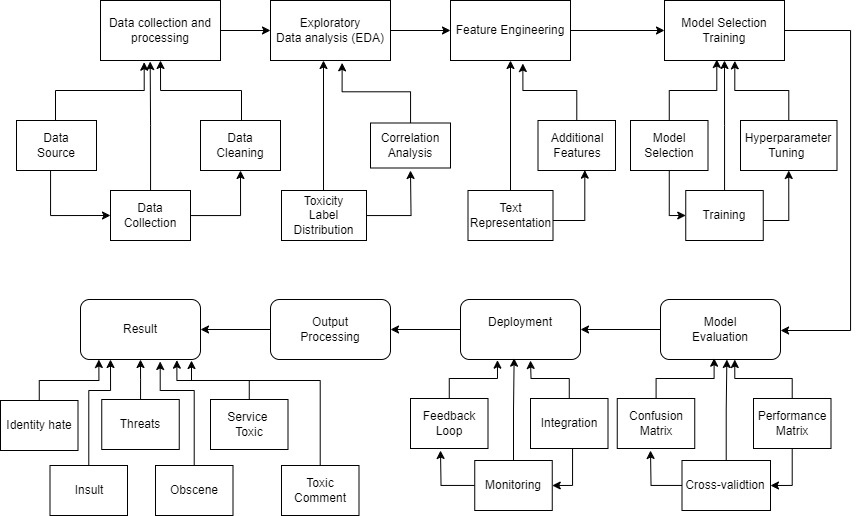 Data collection and
processing
Exploratory
Data analysis (EDA)
Feature Engineering
Model Selection
Training
Data
Source
Data
Cleaning
Correlation
Analysis
Additional
Features
Model
Selection
Hyperparameter
Tuning
Data
Collection
Toxicity
Label
Distribution
Text
Representation
Training
Result
Output
Processing
Deployment
Model
Evaluation
Identity hate
Threats
Service
Toxic
Feedback
Loop
Integration
Confusion
Matrix
Performance
Matrix
Insult
Obscene
Toxic
Comment
Monitoring
Cross-validtion